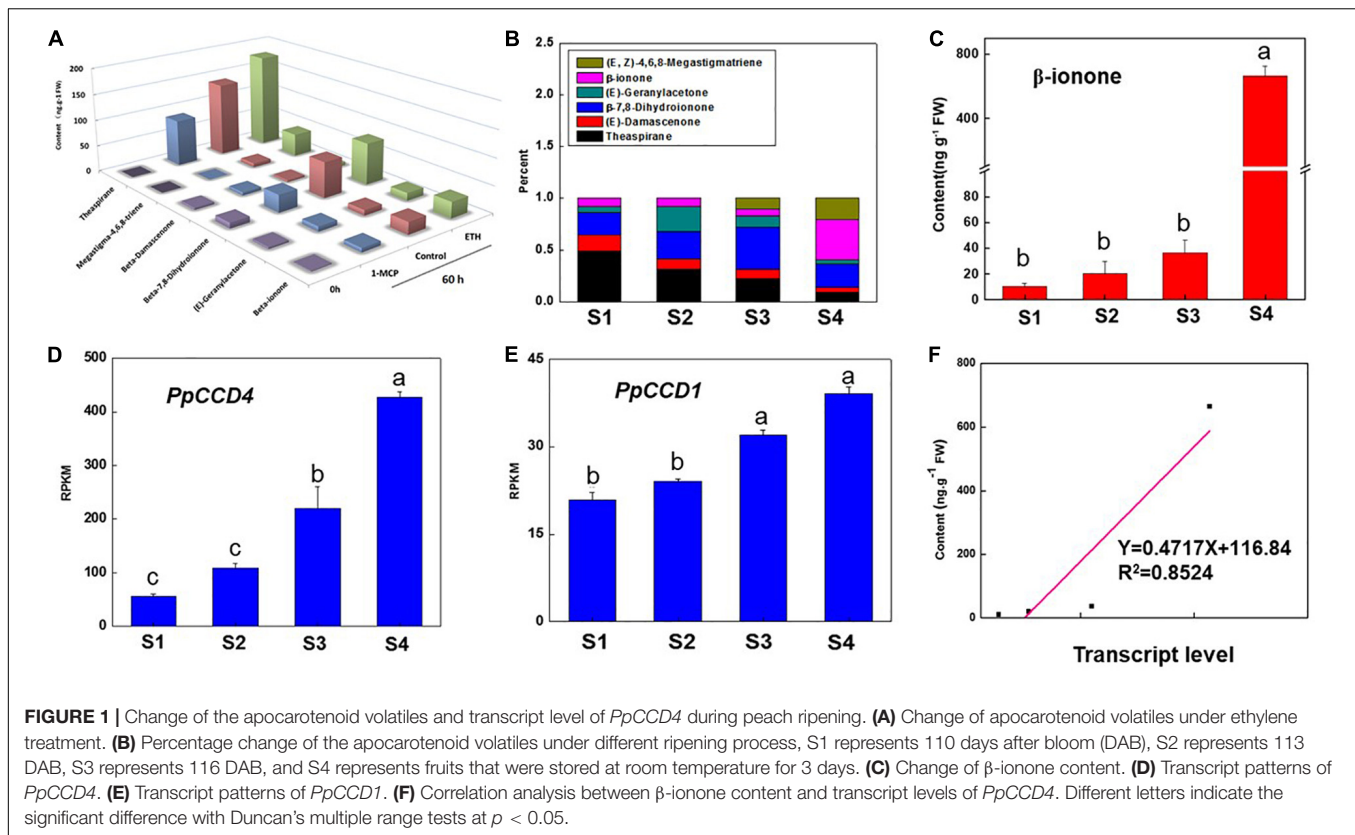 A
Content (ng.g-1 FW)
200
150
100
50
0
Theaspirane
Megastigma-4,6,8-triene
Beta-Damascenone
Beta-7,8-Dihydroionone
(E)-Geranylacetone
Beta-ionone
0h
1-MCP
Control
ETH
60 h
B
Percent
2.5
2.0
1.5
1.0
0.5
0.0
(E, Z)-4,6,8-Megastigmatriene
β-ionone
(E)-Geranylacetone
β-7,8-Dihydroionone
(E)-Damascenone
Theaspirane
S1 S2 S3 S4
C
Content(ng g-1 FW)
800
400
80
60
40
20
0
β-ionone
b b b a
S1 S2 S3 S4
D
RPKM
500
400
300
200
100
0
PpCCD4
c c b a
S1 S2 S3 S4
E
RPKM
45
30
15
0
PpCCD1
b b a a
S1 S2 S3 S4
F
Content (ng.g-1 FW)
800
600
400
200
0
Y=0.4717X+116.84
R²=0.8524
Transcript level
FIGURE 1 | Change of the apocarotenoid volatiles and transcript level of PpCCD4 during peach ripening. (A) Change of apocarotenoid volatiles under ethylene
treatment. (B) Percentage change of the apocarotenoid volatiles under different ripening process, S1 represents 110 days after bloom (DAB), S2 represents 113
DAB, S3 represents 116 DAB, and S4 represents fruits that were stored at room temperature for 3 days. (C) Change of β-ionone content. (D) Transcript patterns of
PpCCD4. (E) Transcript patterns of PpCCD1. (F) Correlation analysis between β-ionone content and transcript levels of PpCCD4. Different letters indicate the
significant difference with Duncan's multiple range tests at p < 0.05.